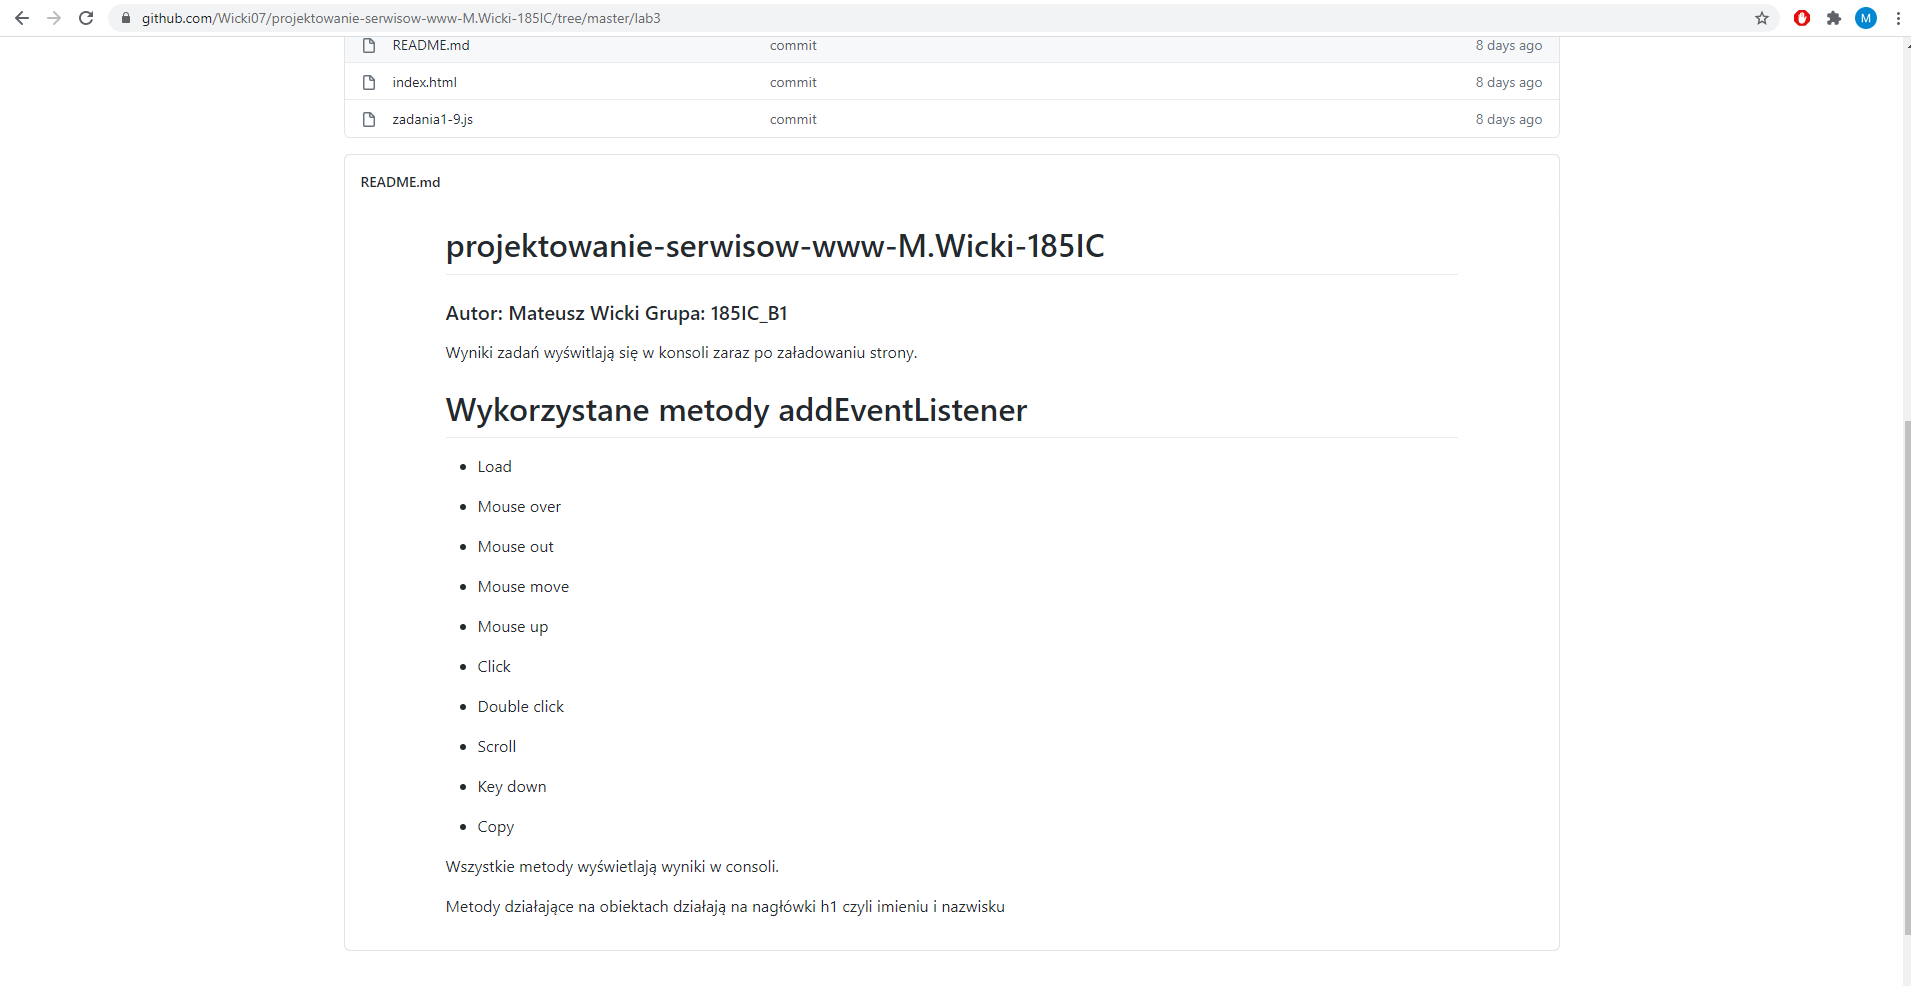 github.com/Wicki07/projektowanie-serwisow-www-M.Wicki-185IC/tree/master/lab3
M
README.md commit 8 days ago
index.html commit 8 days ago
zadania1-9.js commit 8 days ago
README.md
projektowanie-serwisow-www-M.Wicki-185IC
Autor: Mateusz Wicki Grupa: 185IC_B1
Wyniki zadań wyświtlają się w konsoli zaraz po załadowaniu strony.
Wykorzystane metody addEventListener
Load
Mouse over
Mouse out
Mouse move
Mouse up
Click
Double click
Scroll
Key down
Copy
Wszystkie metody wyświetlają wyniki w consoli.
Metody działające na obiektach działają na nagłówki h1 czyli imieniu i nazwisku